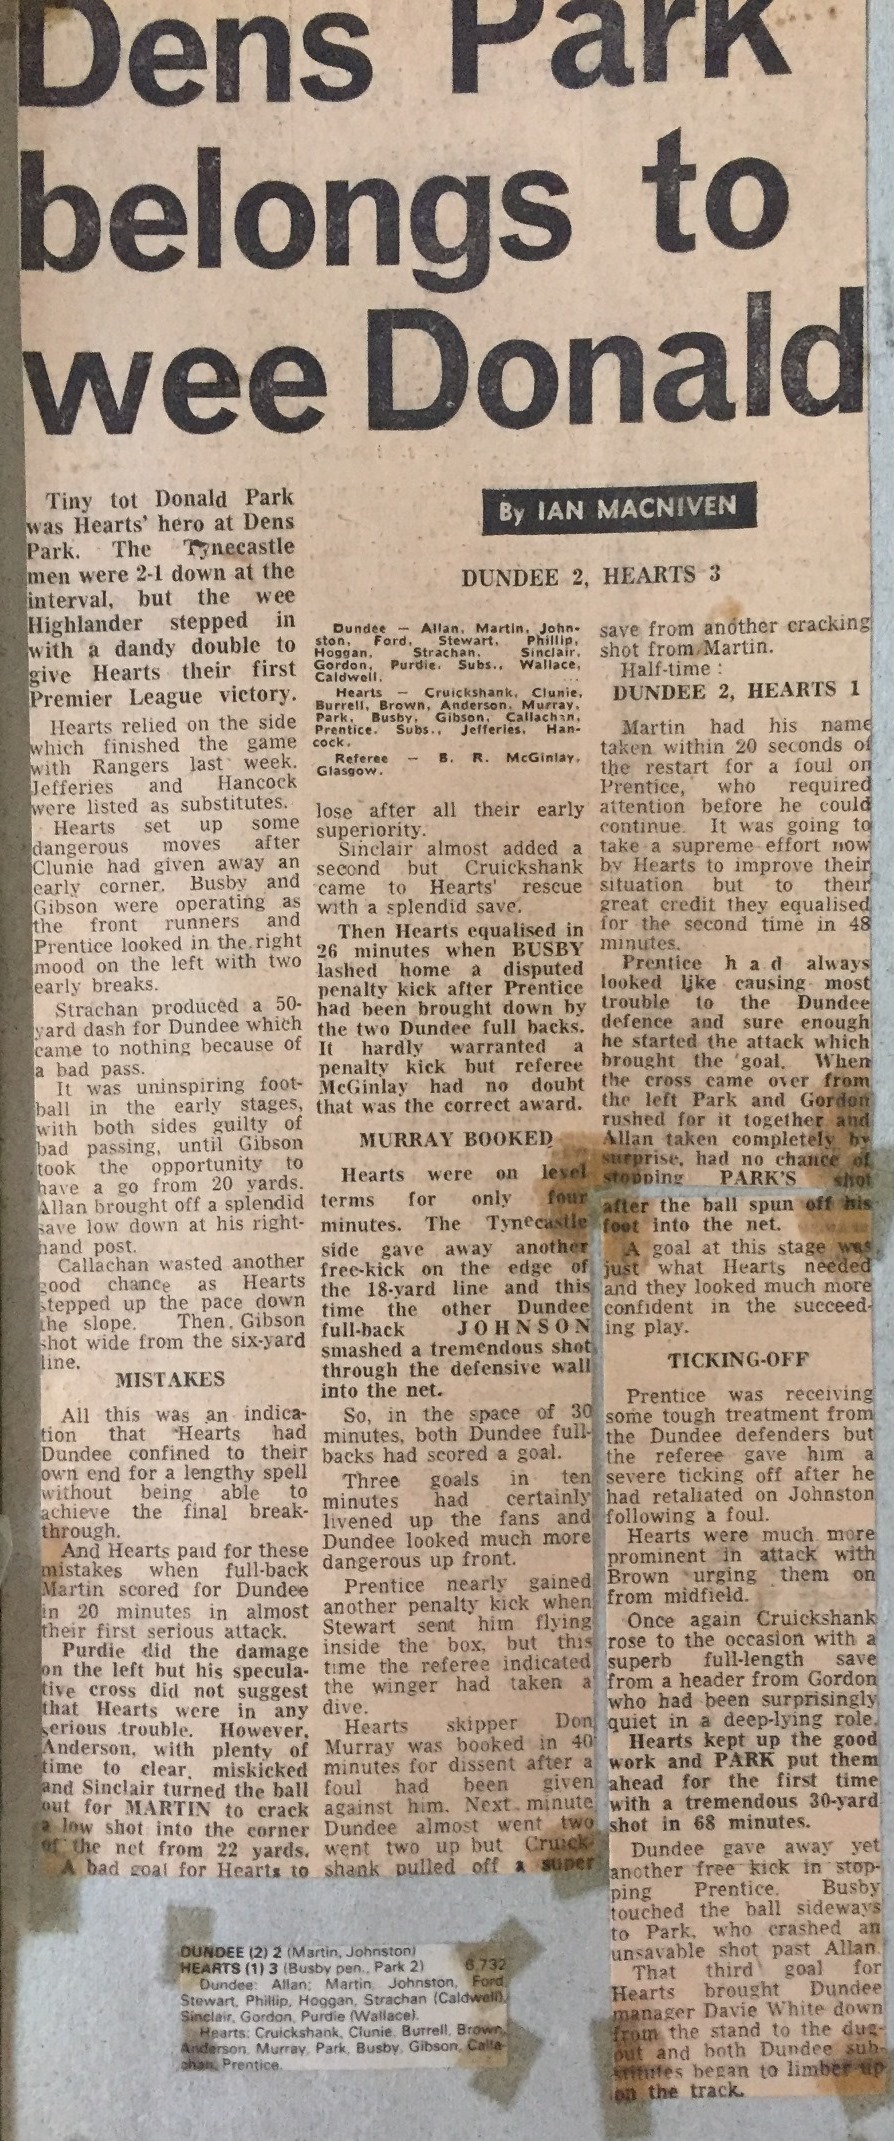 Dens Park
belongs to
wee Donald
Tiny tot Donald Park
was Hearts' hero at Dens
Park. The Tynecastle
men were 2-1 down at the
interval, but the wee
Highlander stepped in
with a dandy double to
give Hearts their first
Premier League victory.
Hearts relied on the side
which finished the game
with Rangers last week.
Jefferies and Hancock
were listed as substitutes.
Hearts set up some
dangerous moves after
Clunie had given away an
early corner. Busby and
Gibson were operating as
the front runners and
Prentice looked in the right
mood on the left with two
early breaks.
Strachan produced a 50-
yard dash for Dundee which
came to nothing because of
a bad pass.
It was uninspiring foot-
ball in the early stages,
with both sides guilty of
bad passing, until Gibson
took the opportunity to
have a go from 20 yards.
Allan brought off a splendid
save low down at his right-
hand post.
Callachan wasted another
good chance as Hearts
stepped up the pace down
the slope. Then Gibson
shot wide from the six-yard
line.
MISTAKES
All this was an indica-
tion that Hearts had
Dundee confined to their
own end for a lengthy spell
without being able to
achieve the final break-
through.
And Hearts paid for these
mistakes when full-back
Martin scored for Dundee
in 20 minutes in almost
their first serious attack.
Purdie did the damage
on the left but his specula-
tive cross did not suggest
that Hearts were in any
serious trouble. However,
Anderson, with plenty of
time to clear, miskicked
and Sinclair turned the ball
out for MARTIN to crack
a low shot into the corner
of the net from 22 yards.
A bad goal for Hearts to
By IAN MACNIVEN
DUNDEE 2, HEARTS 3
Dundee — Allan, Martin, John-
ston, Ford, Stewart, Phillip,
Hoggan, Strachan, Sinclair,
Gordon, Purdie. Subs., Wallace,
Caldwell.
Hearts — Cruickshank, Clunie,
Burrell, Brown, Anderson, Murray,
Park, Busby, Gibson, Callachan,
Prentice. Subs., Jefferies, Han-
cock.
Referee — B. R. McGinlay,
Glasgow.
lose after all their early
superiority.
Sinclair almost added a
second but Cruickshank
came to Hearts' rescue
with a splendid save.
Then Hearts equalised in
26 minutes when BUSBY
lashed home a disputed
penalty kick after Prentice
had been brought down by
the two Dundee full backs.
It hardly warranted a
penalty kick but referee
McGinlay had no doubt
that was the correct award.
MURRAY BOOKED
Hearts were on level
terms for only four
minutes. The Tynecastle
side gave away another
free-kick on the edge of
the 18-yard line and this
time the other Dundee
full-back JOHNSON
smashed a tremendous shot
through the defensive wall
into the net.
So, in the space of 30
minutes, both Dundee full-
backs had scored a goal.
Three goals in ten
minutes had certainly
livened up the fans and
Dundee looked much more
dangerous up front.
Prentice nearly gained
another penalty kick when
Stewart sent him flying
inside the box, but this
time the referee indicated
the winger had taken a
dive.
Hearts skipper Don
Murray was booked in 40
minutes for dissent after a
foul had been given
against him. Next minute
Dundee almost went two
went two up but Cruick-
shank pulled off a super
save from another cracking
shot from Martin.
Half-time :
DUNDEE 2, HEARTS 1
Martin had his name
taken within 20 seconds of
the restart for a foul on
Prentice, who required
attention before he could
continue. It was going to
take a supreme effort now
by Hearts to improve their
situation but to their
great credit they equalised
for the second time in 48
minutes.
Prentice had always
looked like causing most
trouble to the Dundee
defence and sure enough
he started the attack which
brought the goal. When
the cross came over from
the left Park and Gordon
rushed for it together and
Allan taken completely by
surprise, had no chance of
stopping PARK'S shot
after the ball spun off his
foot into the net.
A goal at this stage was
just what Hearts needed
and they looked much more
confident in the succeed-
ing play.
TICKING-OFF
Prentice was receiving
some tough treatment from
the Dundee defenders but
the referee gave him a
severe ticking off after he
had retaliated on Johnston
following a foul.
Hearts were much more
prominent in attack with
Brown urging them on
from midfield.
Once again Cruickshank
rose to the occasion with a
superb full-length save
from a header from Gordon
who had been surprisingly
quiet in a deep-lying role.
Hearts kept up the good
work and PARK put them
ahead for the first time
with a tremendous 30-yard
shot in 68 minutes.
Dundee gave away yet
another free kick in stop-
ping Prentice. Busby
touched the ball sideways
to Park, who crashed an
unsavable shot past Allan.
That third goal for
Hearts brought Dundee
manager Davie White down
from the stand to the dug-
out and both Dundee sub-
stitutes began to limber up
on the track.
DUNDEE (2) 2 (Martin, Johnston)
HEARTS (1) 3 (Busby pen., Park 2) 6,732
Dundee: Allan; Martin, Johnston, Ford,
Stewart, Phillip, Hoggan, Strachan (Caldwell),
Sinclair, Gordon, Purdie (Wallace).
Hearts: Cruickshank, Clunie, Burrell, Brown,
Anderson, Murray, Park, Busby, Gibson, Calla-
chan, Prentice.